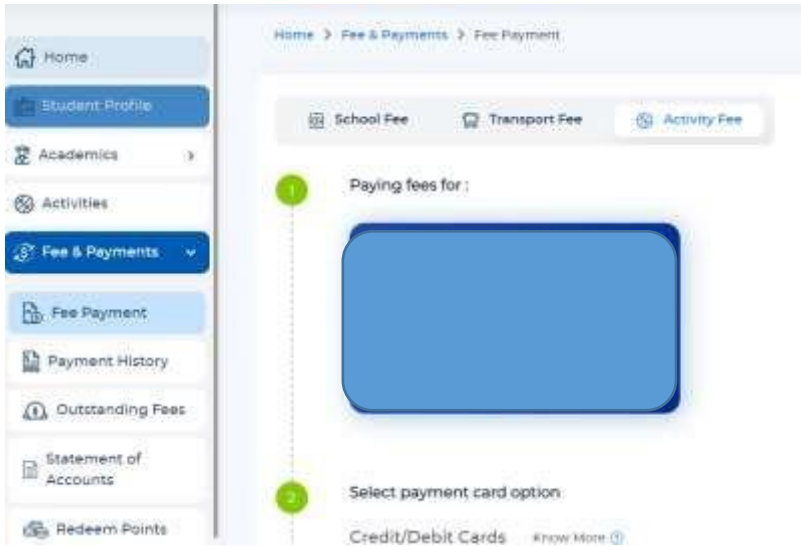 Home > Fee & Payments > Fee Payment
Home
Student Profile
Academics >
Activities
Fee & Payments
Fee Payment
Payment History
Outstanding Fees
Statement of
Accounts
Redeem Points
School Fee Transport Fee Activity Fee
1 Paying fees for :
2 Select payment card option
Credit/Debit Cards Know More ?